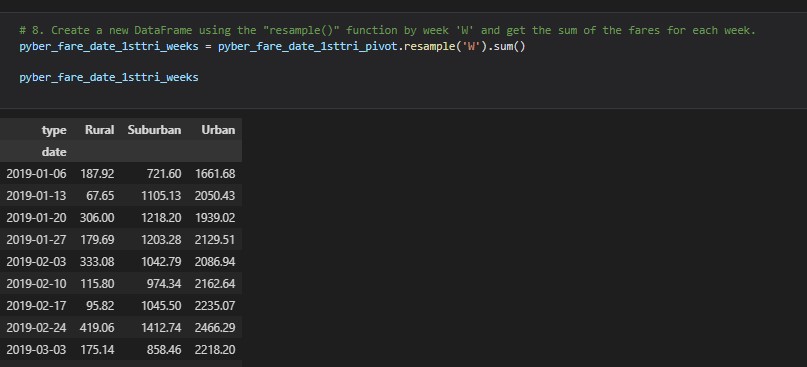 # 8. Create a new DataFrame using the "resample()" function by week 'W' and get the sum of the fares for each week.
pyber_fare_date_1sttri_weeks = pyber_fare_date_1sttri_pivot.resample('W').sum()
pyber_fare_date_1sttri_weeks
type Rural Suburban Urban
date
2019-01-06 187.92 721.60 1661.68
2019-01-13 67.65 1105.13 2050.43
2019-01-20 306.00 1218.20 1939.02
2019-01-27 179.69 1203.28 2129.51
2019-02-03 333.08 1042.79 2086.94
2019-02-10 115.80 974.34 2162.64
2019-02-17 95.82 1045.50 2235.07
2019-02-24 419.06 1412.74 2466.29
2019-03-03 175.14 858.46 2218.20